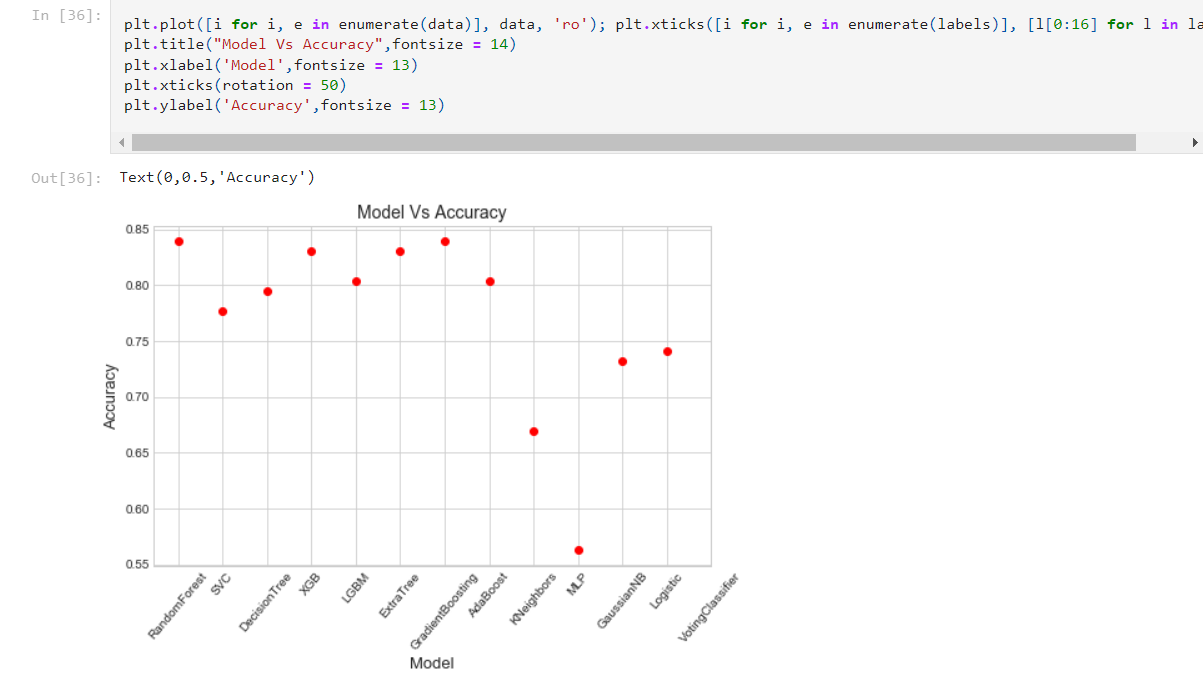 In [36]:
plt.plot([i for i, e in enumerate(data)], data, 'ro'); plt.xticks([i for i, e in enumerate(labels)], [l[0:16] for l in la
plt.title("Model Vs Accuracy",fontsize = 14)
plt.xlabel('Model',fontsize = 13)
plt.xticks(rotation = 50)
plt.ylabel('Accuracy',fontsize = 13)
Out[36]:
Text(0,0.5,'Accuracy')
Model Vs Accuracy
0.85
0.80
0.75
0.70
0.65
0.60
0.55
Accuracy
RandomForest
SVC
DecisionTree
XGB
LGBM
ExtraTree
GradientBoosting
AdaBoost
KNeighbors
MLP
GaussianNB
Logistic
VotingClassifier
Model